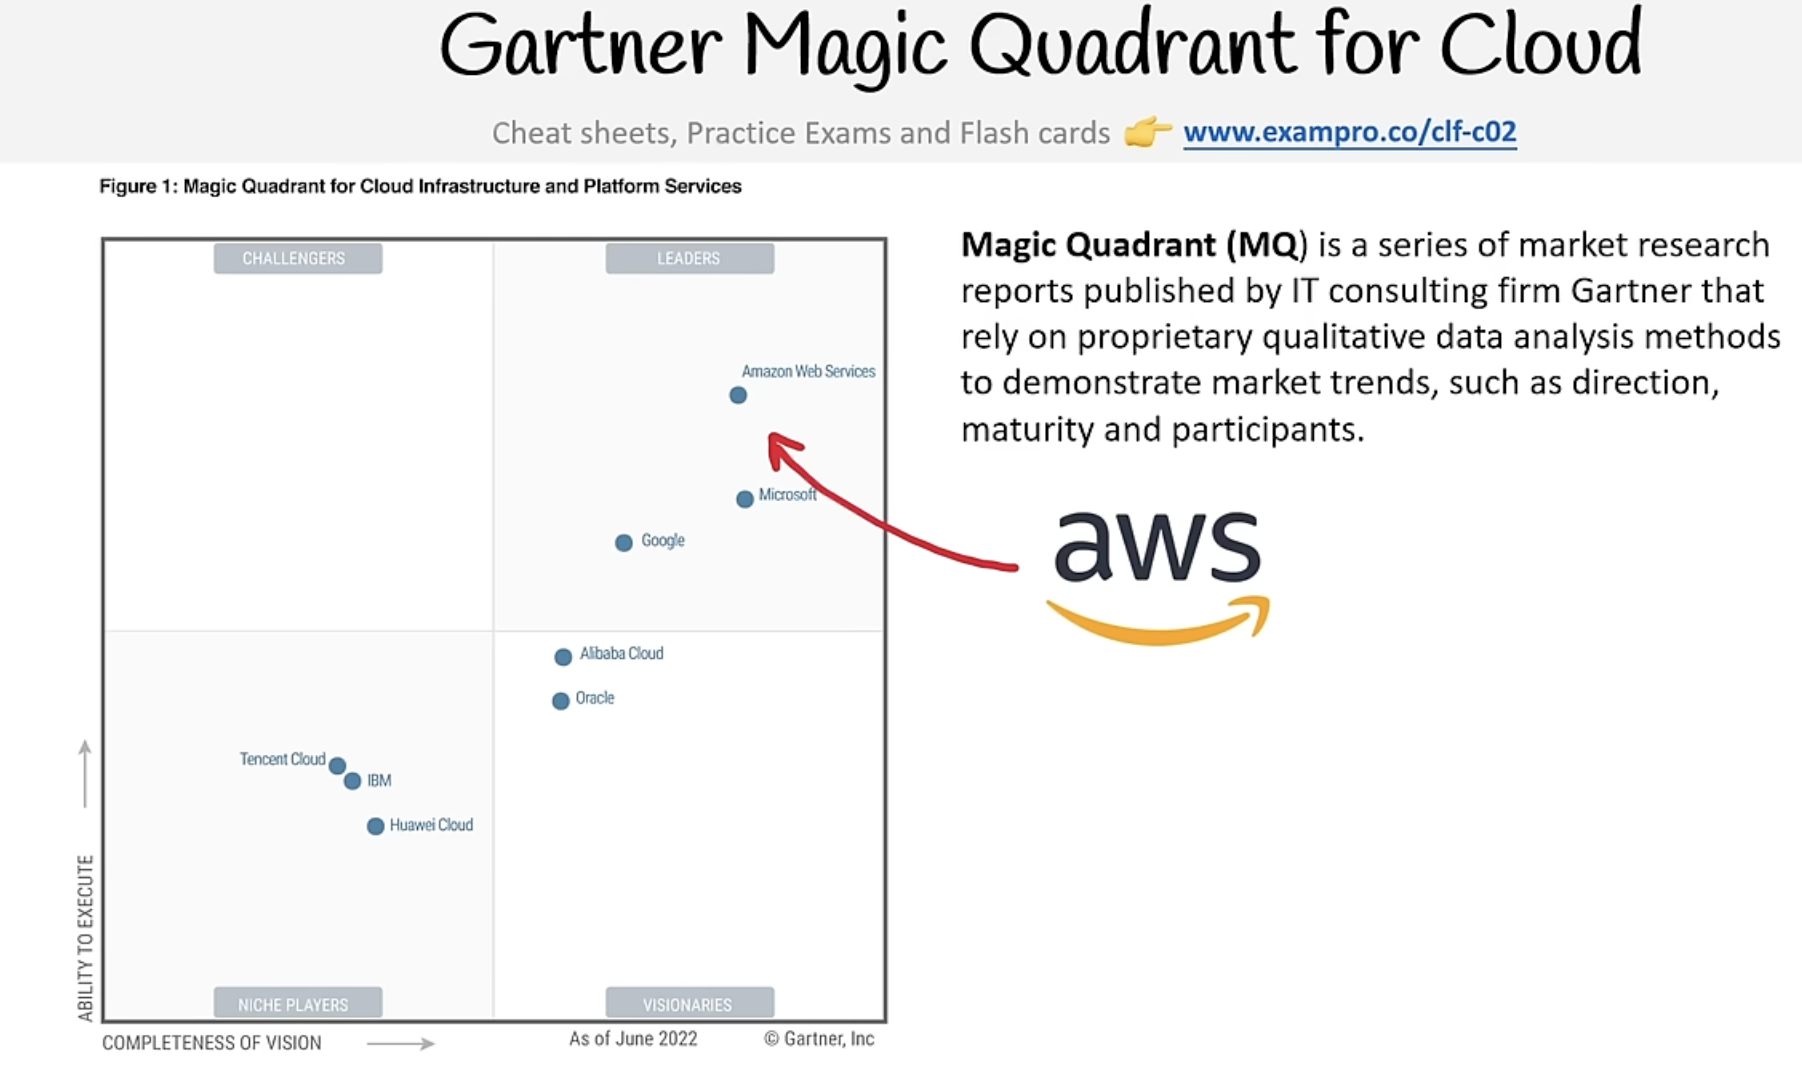 Gartner Magic Quadrant for Cloud
Cheat sheets, Practice Exams and Flash cards 👉 www.exampro.co/clf-c02
Figure 1: Magic Quadrant for Cloud Infrastructure and Platform Services
CHALLENGERS
LEADERS
Amazon Web Services
Microsoft
Google
Alibaba Cloud
Oracle
Tencent Cloud
IBM
Huawei Cloud
NICHE PLAYERS
VISIONARIES
ABILITY TO EXECUTE
COMPLETENESS OF VISION
As of June 2022
© Gartner, Inc
Magic Quadrant (MQ) is a series of market research
reports published by IT consulting firm Gartner that
rely on proprietary qualitative data analysis methods
to demonstrate market trends, such as direction,
maturity and participants.
aws